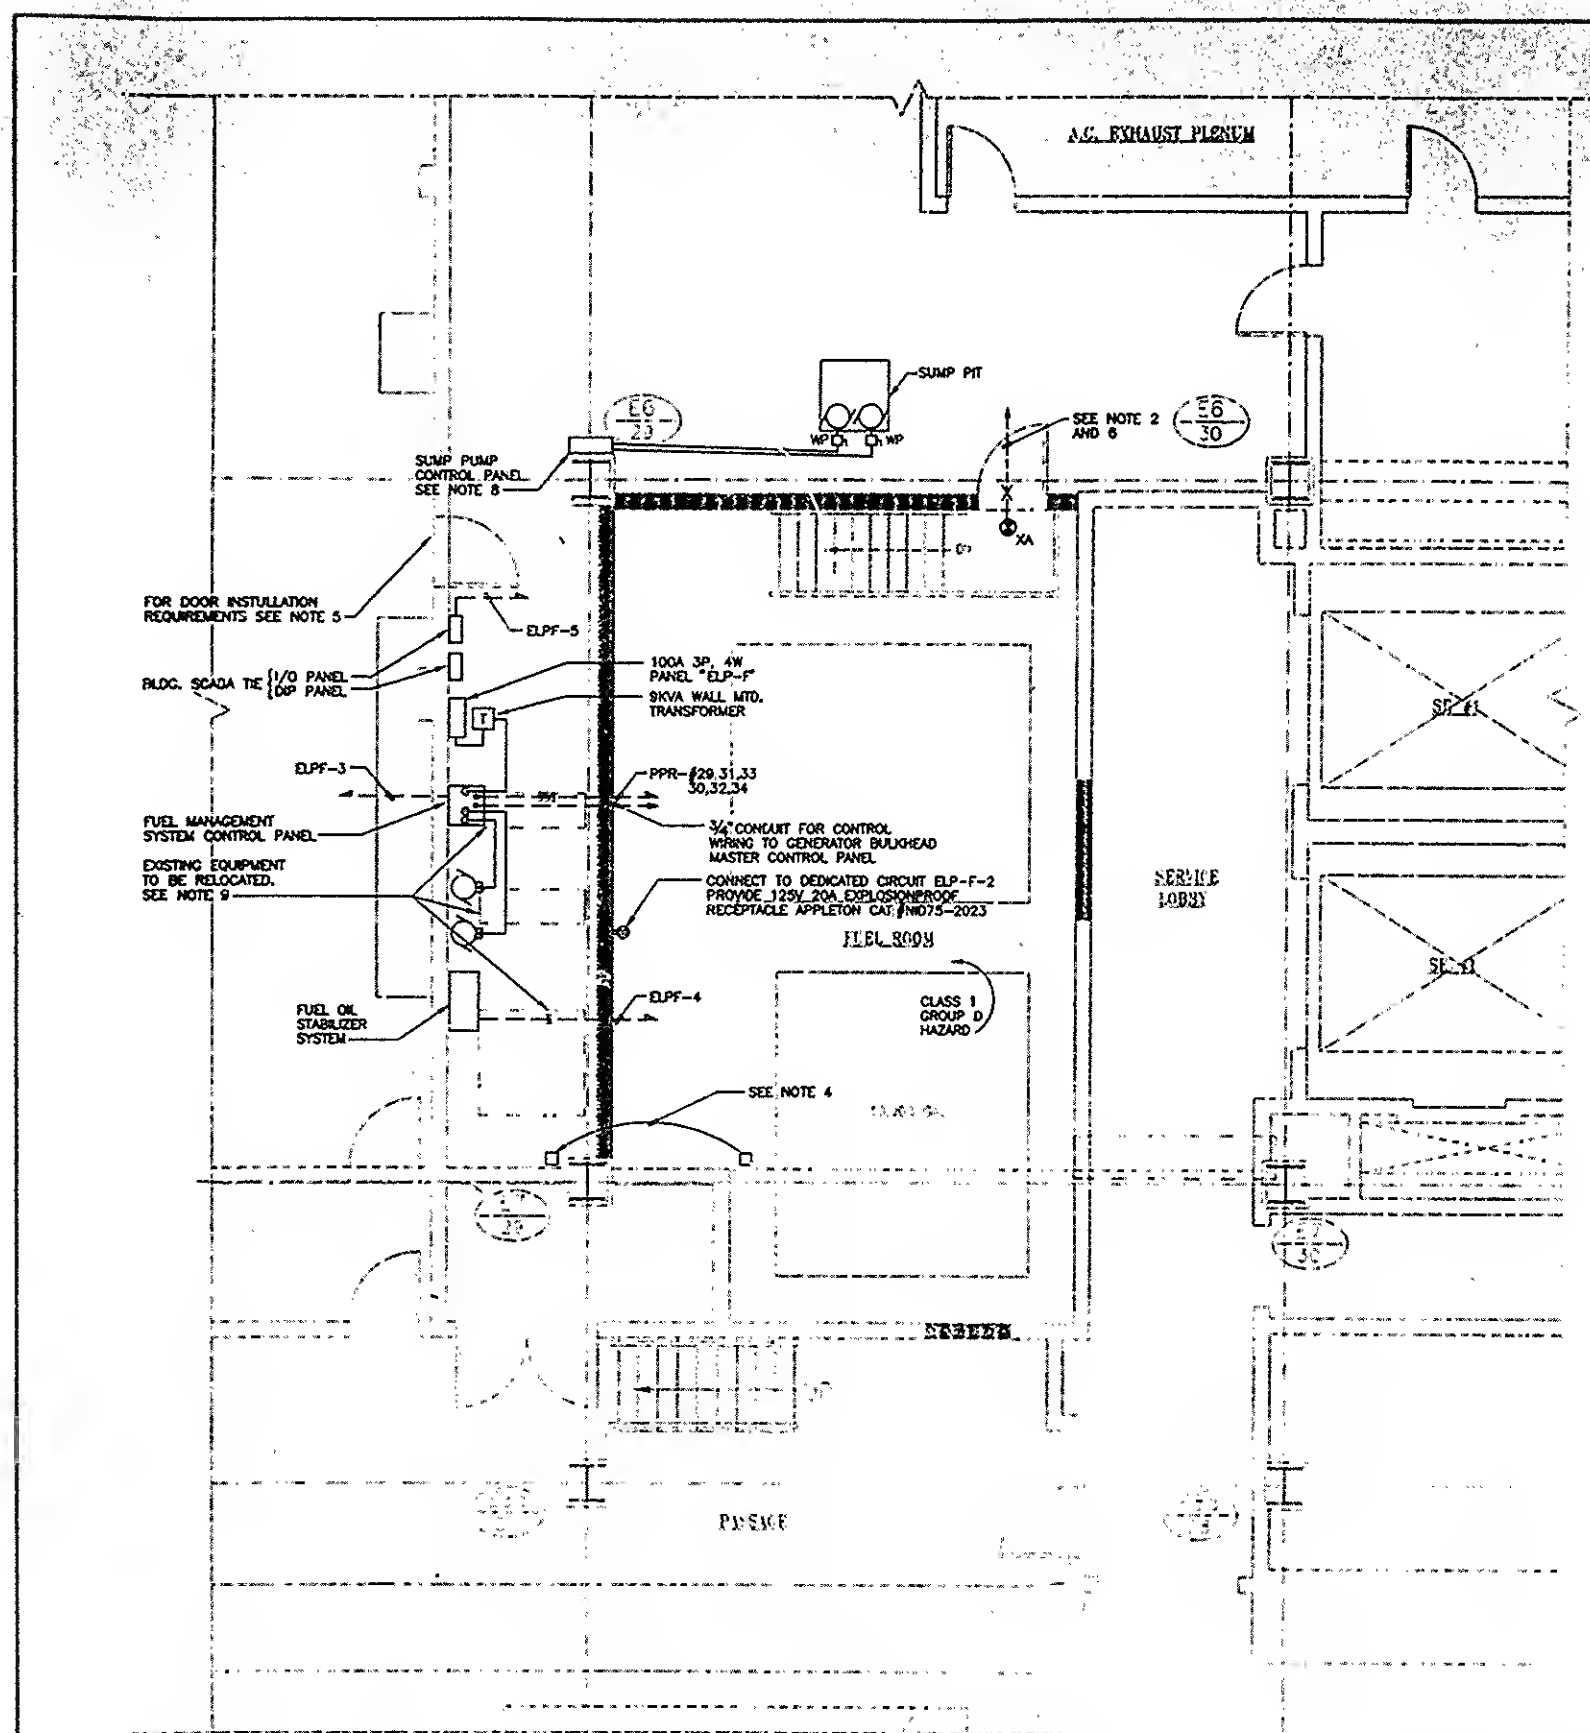 A.C. EXHAUST PLENUM
SUMP PIT
E6
29
SEE NOTE 2
AND 6
E6
30
WP
WP
SUMP PUMP
CONTROL PANEL
SEE NOTE 8
XA
FOR DOOR INSTULLATION
REQUIREMENTS SEE NOTE 5
ELPF-5
BLDG. SCADA TIE
I/O PANEL
DIP PANEL
100A 3P, 4W
PANEL "ELP-F"
9KVA WALL MTD.
TRANSFORMER
T
ELPF-3
PPR-#29,31,33
30,32,34
FUEL MANAGEMENT
SYSTEM CONTROL PANEL
3/4" CONDUIT FOR CONTROL
WIRING TO GENERATOR BULKHEAD
MASTER CONTROL PANEL
EXISTING EQUIPMENT
TO BE RELOCATED.
SEE NOTE 9
CONNECT TO DEDICATED CIRCUIT ELP-F-2
PROVIDE 125V 20A EXPLOSIONPROOF
RECEPTACLE APPLETON CAT #N1D75-2023
SERVICE
LOBBY
FUEL ROOM
ELPF-4
CLASS 1
GROUP D
HAZARD
FUEL OIL
STABILIZER
SYSTEM
SEE NOTE 4
PASSAGE